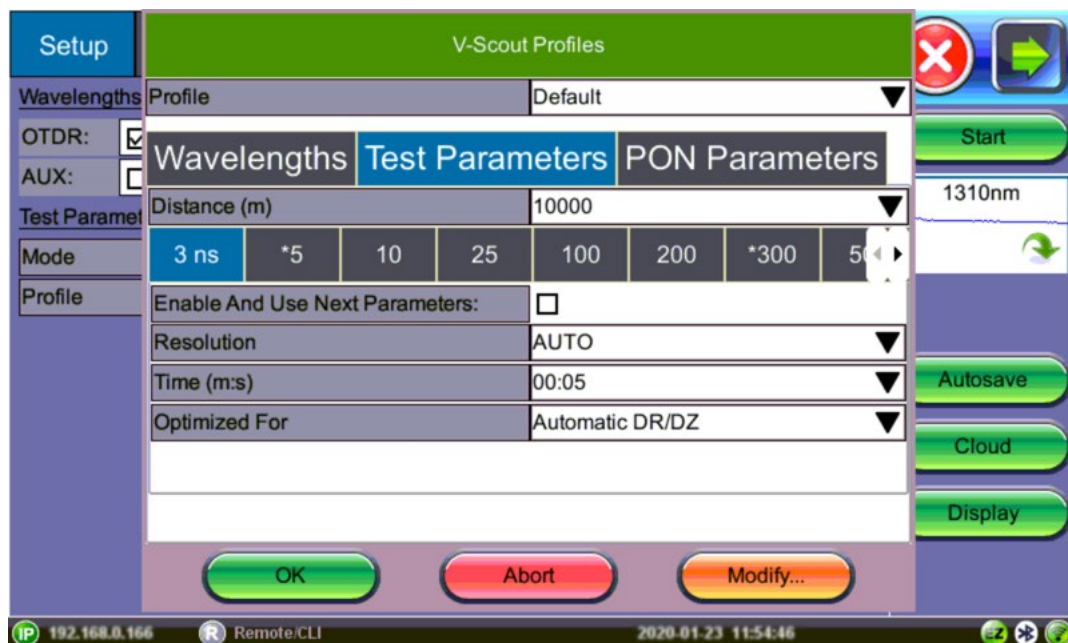 Setup
V-Scout Profiles
Wavelengths
Profile
Default
OTDR:
Wavelengths
Test Parameters
PON Parameters
Start
AUX:
Distance (m)
10000
1310nm
Mode
3 ns
*5
10
25
100
200
*300
Profile
Enable And Use Next Parameters:
Resolution
AUTO
Time (m:s)
00:05
Autosave
Optimized For
Automatic DR/DZ
Cloud
Display
OK
Abort
Modify...
IP 192.168.0.166
R Remote/CLI
2020-01-23 11:54:46